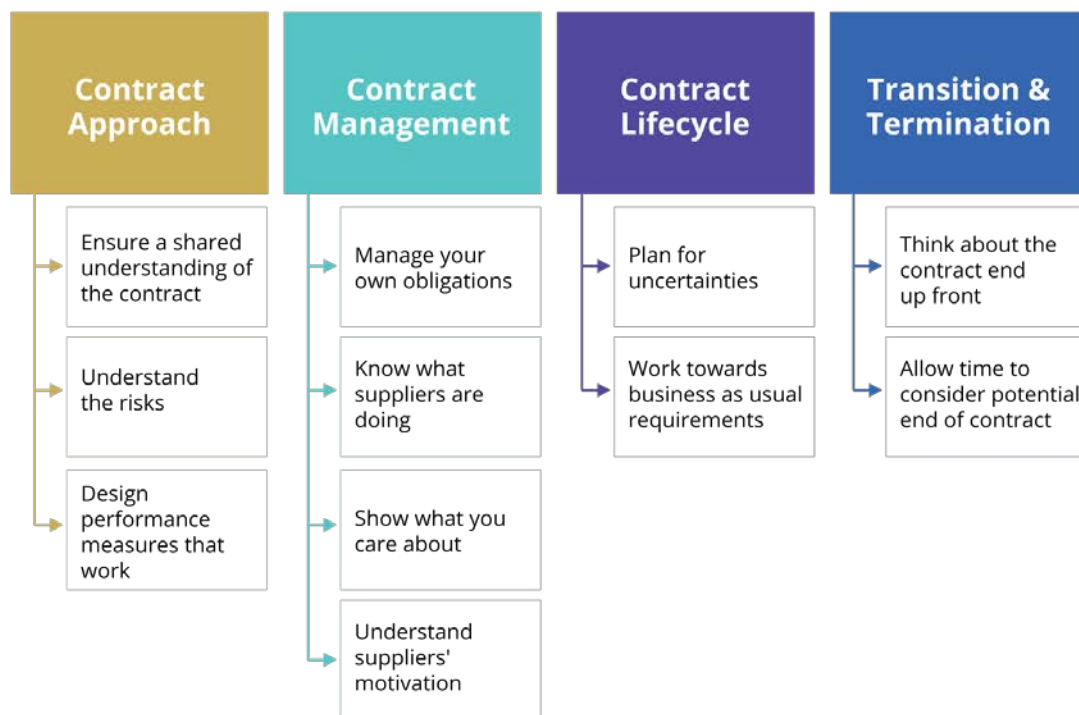 Contract
Approach
Ensure a shared
understanding of
the contract
Understand
the risks
Design
performance
measures that
work
Contract
Management
Manage your
own obligations
Know what
suppliers are
doing
Show what you
care about
Understand
suppliers'
motivation
Contract
Lifecycle
Plan for
uncertainties
Work towards
business as usual
requirements
Transition &
Termination
Think about the
contract end
up front
Allow time to
consider potential
end of contract